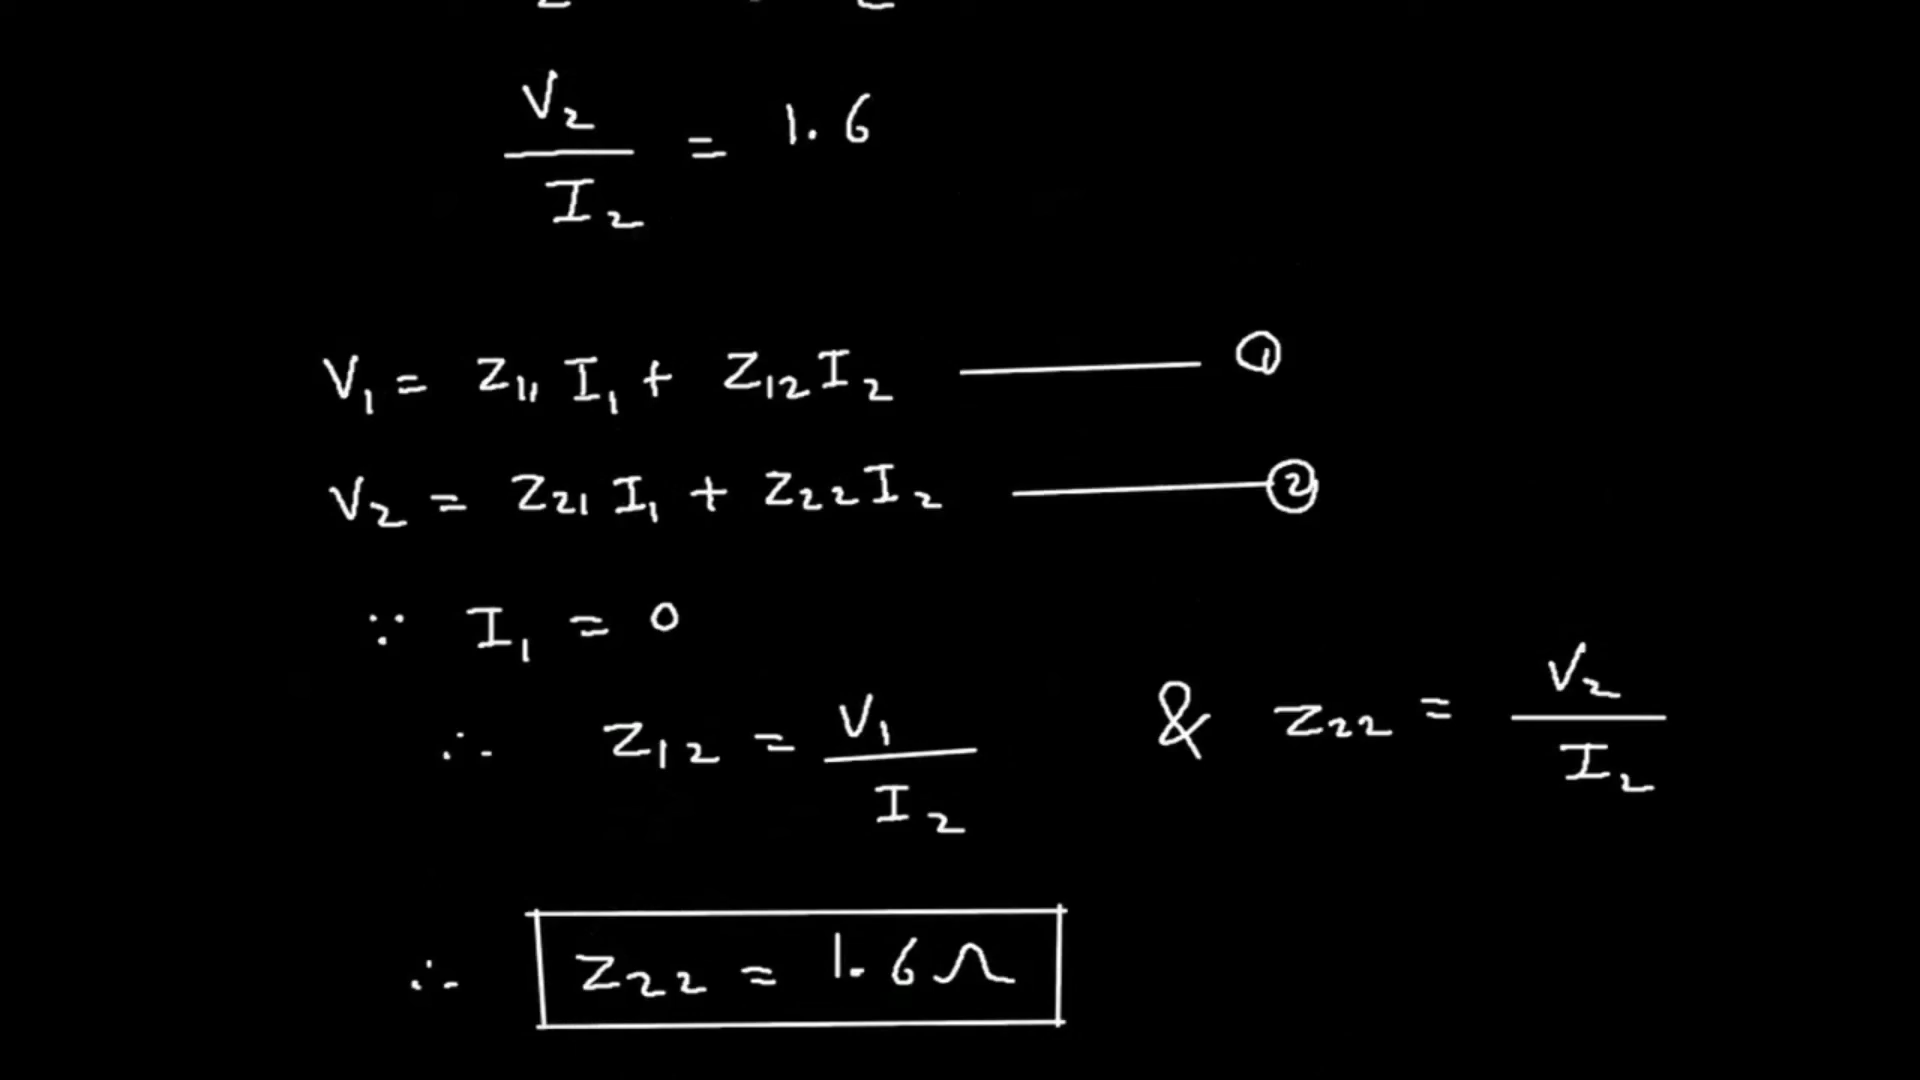 V₂/I₂ = 1.6
V₁ = Z₁₁ I₁ + Z₁₂ I₂ ——— ①
V₂ = Z₂₁ I₁ + Z₂₂ I₂ ——— ②
∵ I₁ = 0
∴ Z₁₂ = V₁/I₂ & Z₂₂ = V₂/I₂
∴ Z₂₂ = 1.6Ω